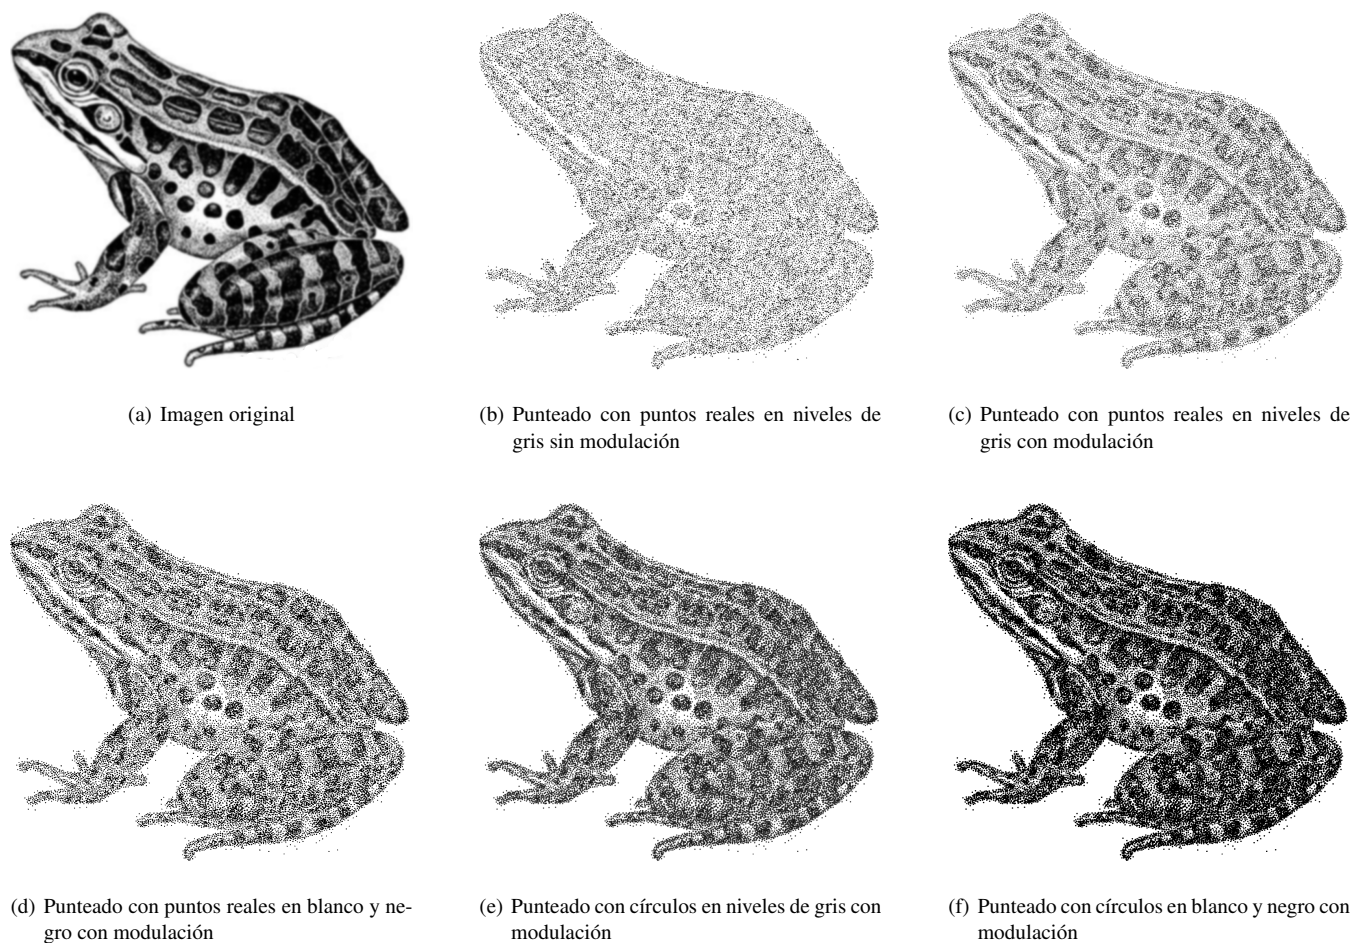 (a) Imagen original
(b) Punteado con puntos reales en niveles de
gris sin modulación
(c) Punteado con puntos reales en niveles de
gris con modulación
(d) Punteado con puntos reales en blanco y ne-
gro con modulación
(e) Punteado con círculos en niveles de gris con
modulación
(f) Punteado con círculos en blanco y negro con
modulación